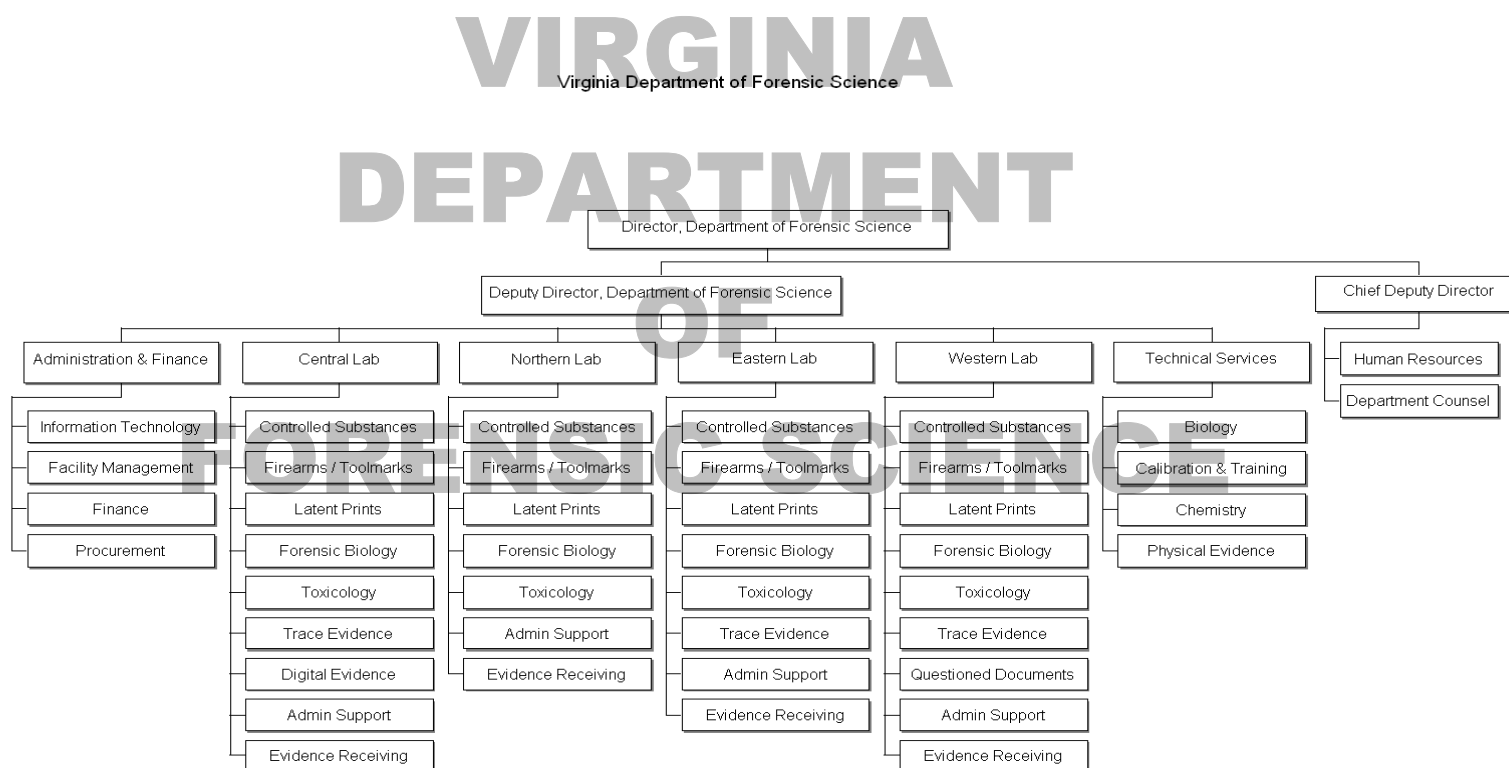 VIRGINIA
Virginia Department of Forensic Science
DEPARTMENT
Director, Department of Forensic Science
Deputy Director, Department of Forensic Science
Chief Deputy Director
OF
Administration & Finance
Central Lab
Northern Lab
Eastern Lab
Western Lab
Technical Services
Human Resources
Department Counsel
FORENSIC SCIENCE
Information Technology
Facility Management
Finance
Procurement
Controlled Substances
Firearms / Toolmarks
Latent Prints
Forensic Biology
Toxicology
Trace Evidence
Digital Evidence
Admin Support
Evidence Receiving
Controlled Substances
Firearms / Toolmarks
Latent Prints
Forensic Biology
Toxicology
Admin Support
Evidence Receiving
Controlled Substances
Firearms / Toolmarks
Latent Prints
Forensic Biology
Toxicology
Trace Evidence
Admin Support
Evidence Receiving
Controlled Substances
Firearms / Toolmarks
Latent Prints
Forensic Biology
Toxicology
Trace Evidence
Questioned Documents
Admin Support
Evidence Receiving
Biology
Calibration & Training
Chemistry
Physical Evidence